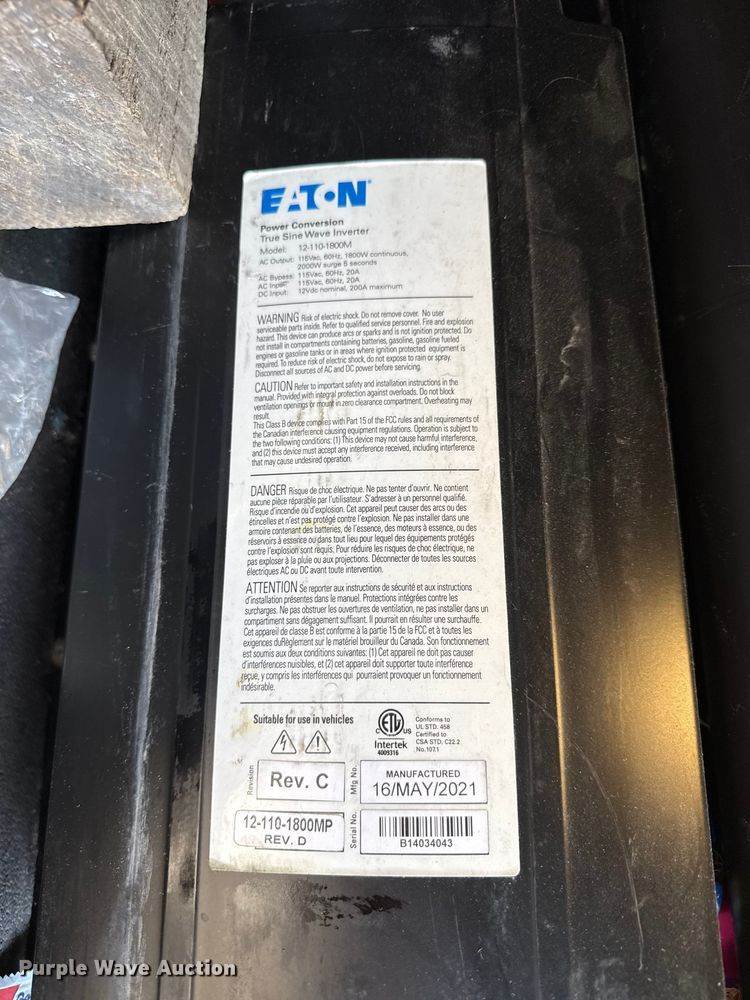 EATON
Power Conversion
True Sine Wave Inverter
Model: 12-110-1800M
AC Output: 115Vac, 60Hz, 1800W continuous,
2000W surge 5 seconds
AC Bypass: 115Vac, 60Hz, 20A
AC Input: 115Vac, 60Hz, 20A
DC Input: 12Vdc nominal, 200A maximum
WARNING Risk of electric shock. Do not remove cover. No user
serviceable parts inside. Refer to qualified service personnel. Fire and explosion
hazard. This device can produce arcs or sparks and is not ignition protected. Do
not install in compartments containing batteries, gasoline, gasoline fueled
engines or gasoline tanks or in areas where ignition protected equipment is
required. To reduce risk of electric shock, do not expose to rain or spray.
Disconnect all sources of AC and DC power before servicing.
CAUTION Refer to important safety and installation instructions in the
manual. Provided with integral protection against overloads. Do not block
ventilation openings or mount in zero clearance compartment. Overheating may
result.
This Class B device complies with Part 15 of the FCC rules and all requirements of
the Canadian interference causing equipment regulations. Operation is subject to
the two following conditions: (1) This device may not cause harmful interference,
and (2) this device must accept any interference received, including interference
that may cause undesired operation.
DANGER Risque de choc électrique. Ne pas tenter d'ouvrir. Ne contient
aucune pièce réparable par l'utilisateur. S'adresser à un personnel qualifié.
Risque d'incendie ou d'explosion. Cet appareil peut causer des arcs ou des
étincelles et n'est pas protégé contre l'explosion. Ne pas installer dans une
armoire contenant des batteries, de l'essence, des moteurs à essence, ou des
réservoirs à essence ou dans tout lieu pour lequel des équipements protégés
contre l'explosion sont requis. Pour réduire les risques de choc électrique, ne
pas exploser à la pluie ou aux projections. Déconnecter de toutes les sources
électriques AC ou DC avant toute intervention.
ATTENTION Se reporter aux instructions de sécurité et aux instructions
d'installation présentes dans le manuel. Protections intégrées contre les
surcharges. Ne pas obstruer les ouvertures de ventilation, ne pas installer dans un
compartiment sans dégagement suffisant. Il pourrait en résulter une surchauffe.
Cet appareil de classe B est conforme à la partie 15 de la FCC et à toutes les
exigences duRèglement sur le matériel brouilleur du Canada. Son fonctionnement
est soumis aux deux conditions suivantes: (1) Cet appareil ne doit pas causer
d'interférences nuisibles, et (2) cet appareil doit supporter toute interférence
reçue, y compris les interférences qui pourraient provoquer un fonctionnement
indésirable.
Suitable for use in vehicles
c ETL us
Intertek
4009316
Conforms to
UL STD. 458
Certified to
CSA STD. C22.2
No.107.1
Revision
Rev. C
Mfg No.
MANUFACTURED
16/MAY/2021
12-110-1800MP
REV. D
Serial No.
B14034043
Purple Wave Auction